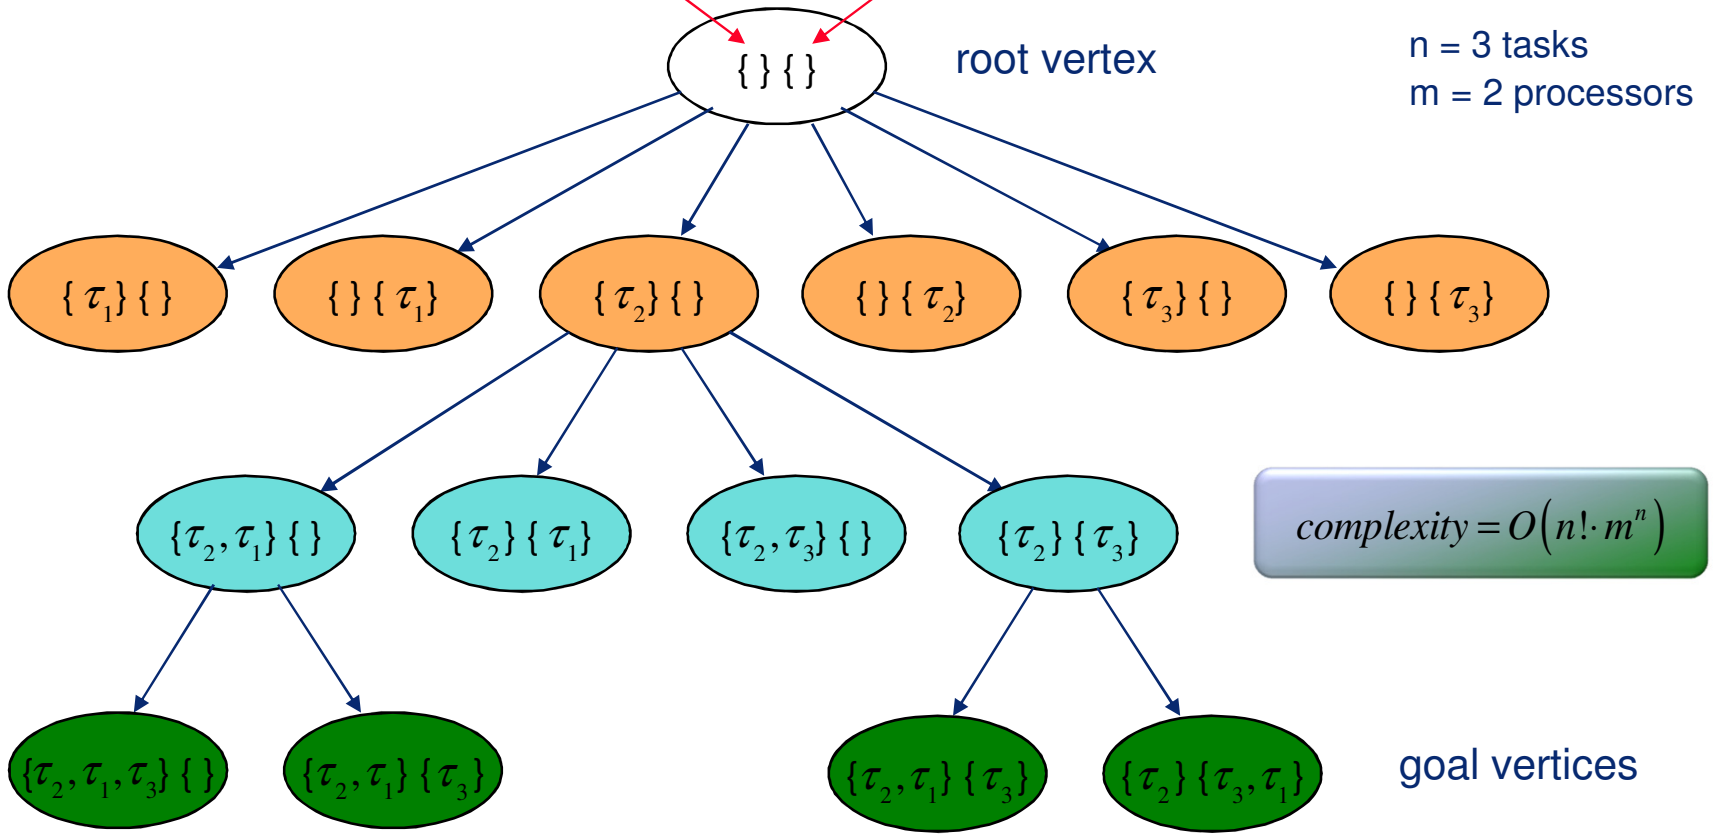 { } { }
root vertex
n = 3 tasks
m = 2 processors
{ τ₁} { }
{ } { τ₁}
{ τ₂} { }
{ } { τ₂}
{ τ₃} { }
{ } { τ₃}
{τ₂, τ₁} { }
{τ₂} { τ₁}
{τ₂, τ₃} { }
{τ₂} { τ₃}
complexity = O(n!· mⁿ)
{τ₂, τ₁, τ₃} { }
{τ₂, τ₁} {τ₃}
{τ₂, τ₁} {τ₃}
{τ₂} {τ₃, τ₁}
goal vertices